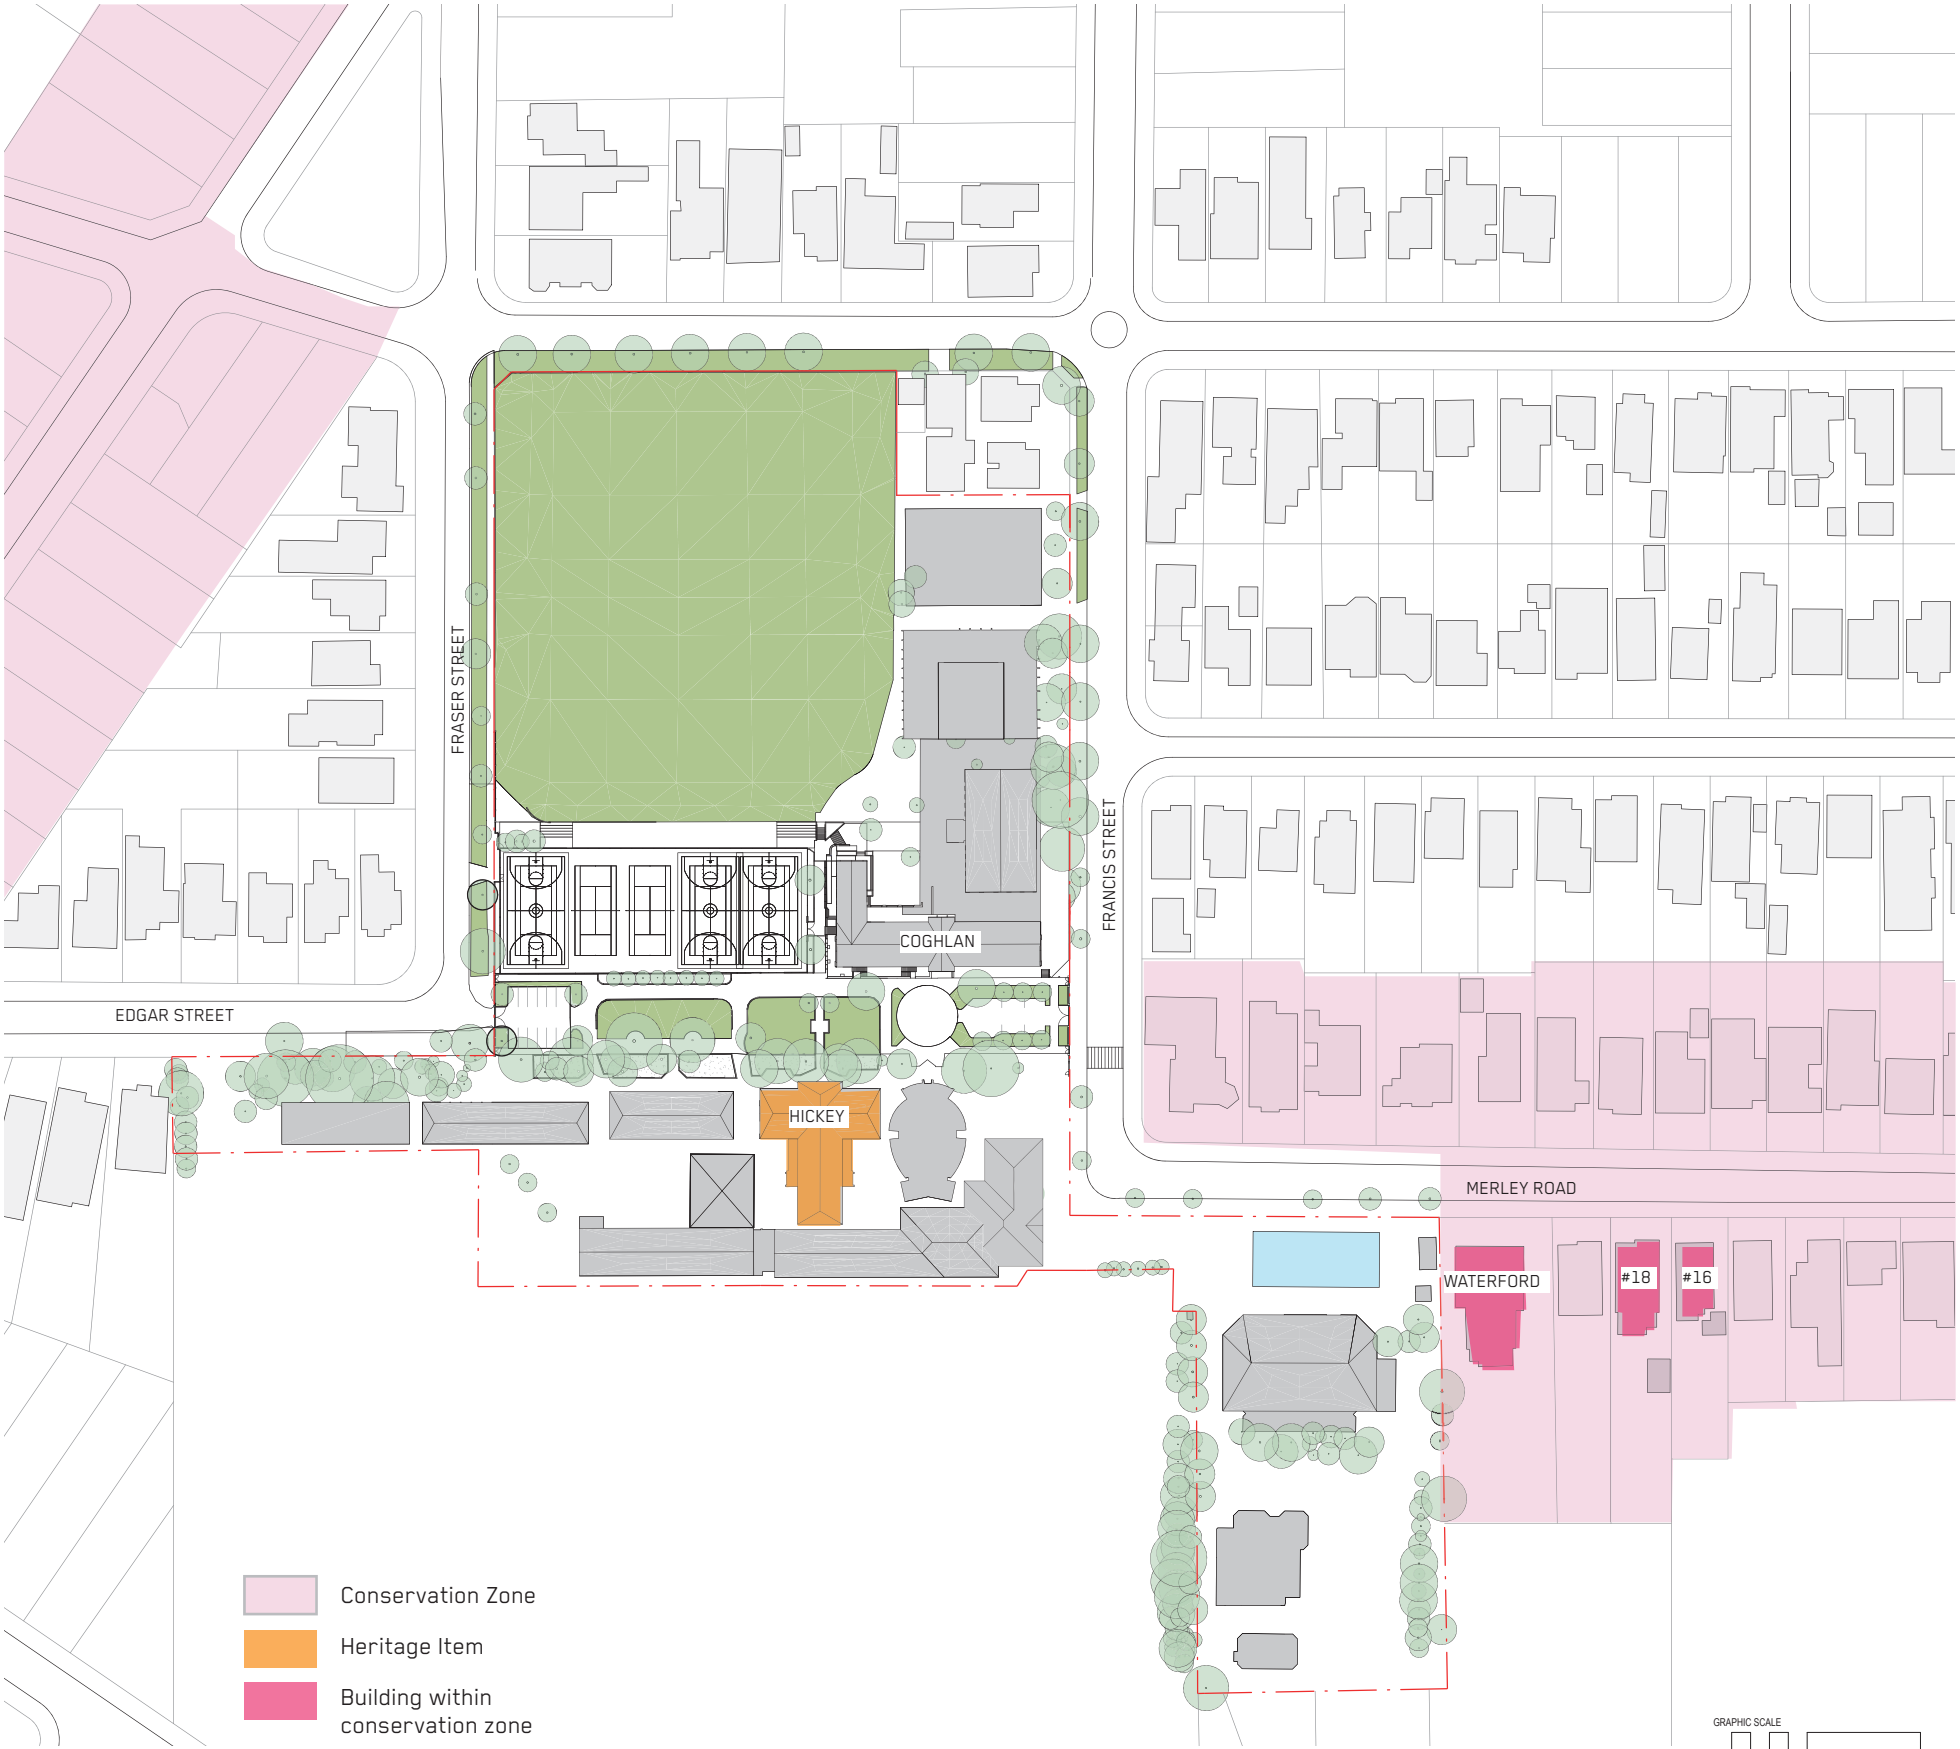 FRASER STREET
FRANCIS STREET
COGHLAN
EDGAR STREET
HICKEY
MERLEY ROAD
WATERFORD
#18
#16
Conservation Zone
Heritage Item
Building within
conservation zone
GRAPHIC SCALE